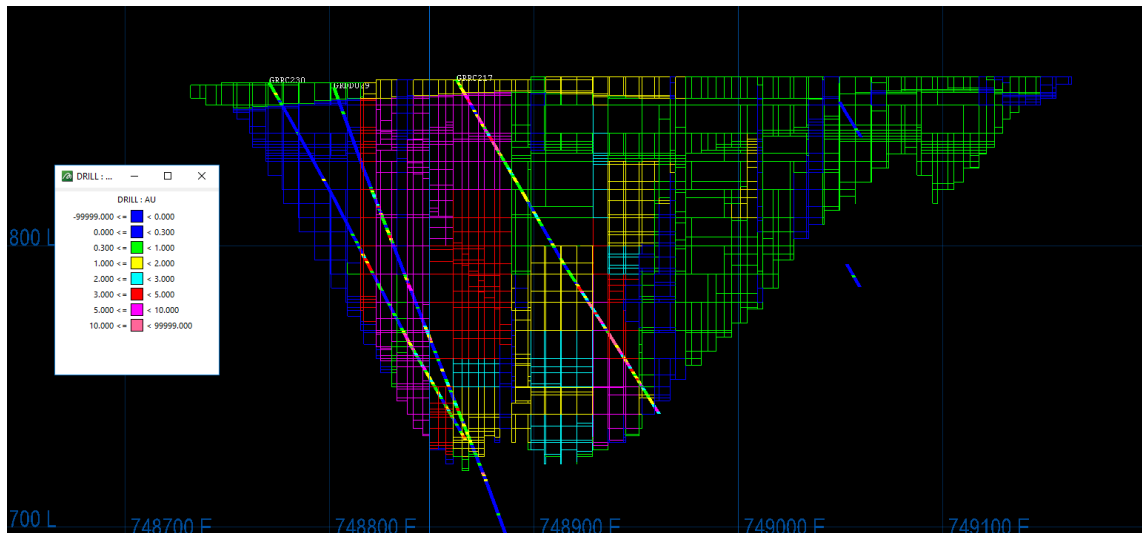 GRRC230
GRRC217
DRILL : ...
DRILL : AU
-99999.000 <= < 0.000
0.000 <= < 0.300
0.300 <= < 1.000
1.000 <= < 2.000
2.000 <= < 3.000
3.000 <= < 5.000
5.000 <= < 10.000
10.000 <= < 99999.000
800 L
700 L
748700 E
748800 E
748900 E
749000 E
749100 E